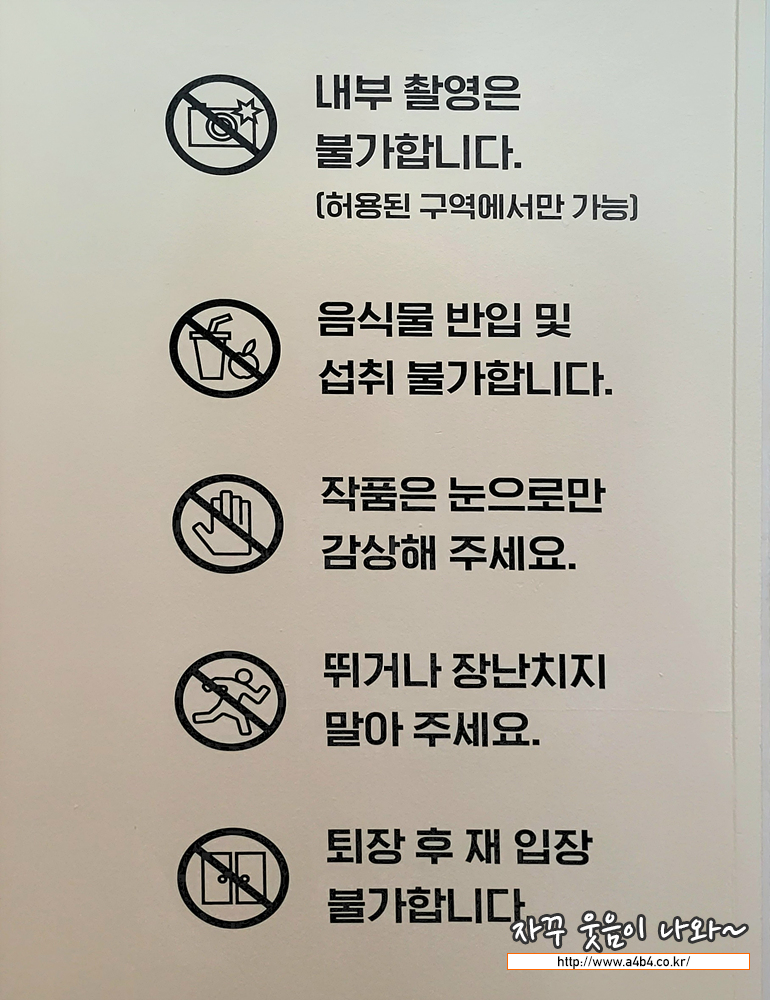 내부 촬영은
불가합니다.
(허용된 구역에서만 가능)
음식물 반입 및
섭취 불가합니다.
작품은 눈으로만
감상해 주세요.
뛰거나 장난치지
말아 주세요.
퇴장 후 재 입장
불가합니다
자꾸 웃음이 나와~
http://www.a4b4.co.kr/